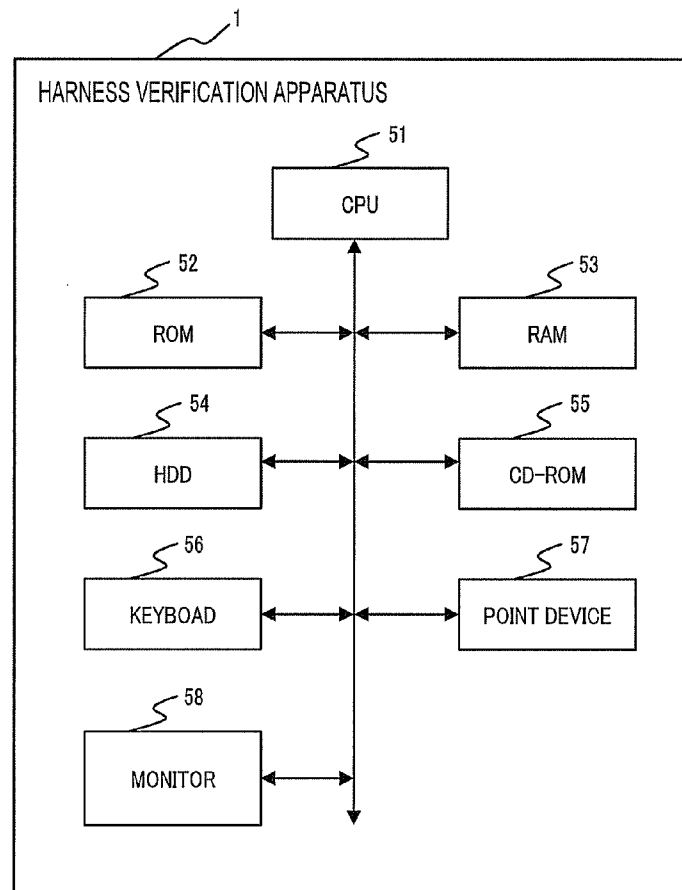 1
HARNESS VERIFICATION APPARATUS
51
CPU
52
ROM
53
RAM
54
HDD
55
CD-ROM
56
KEYBOAD
57
POINT DEVICE
58
MONITOR